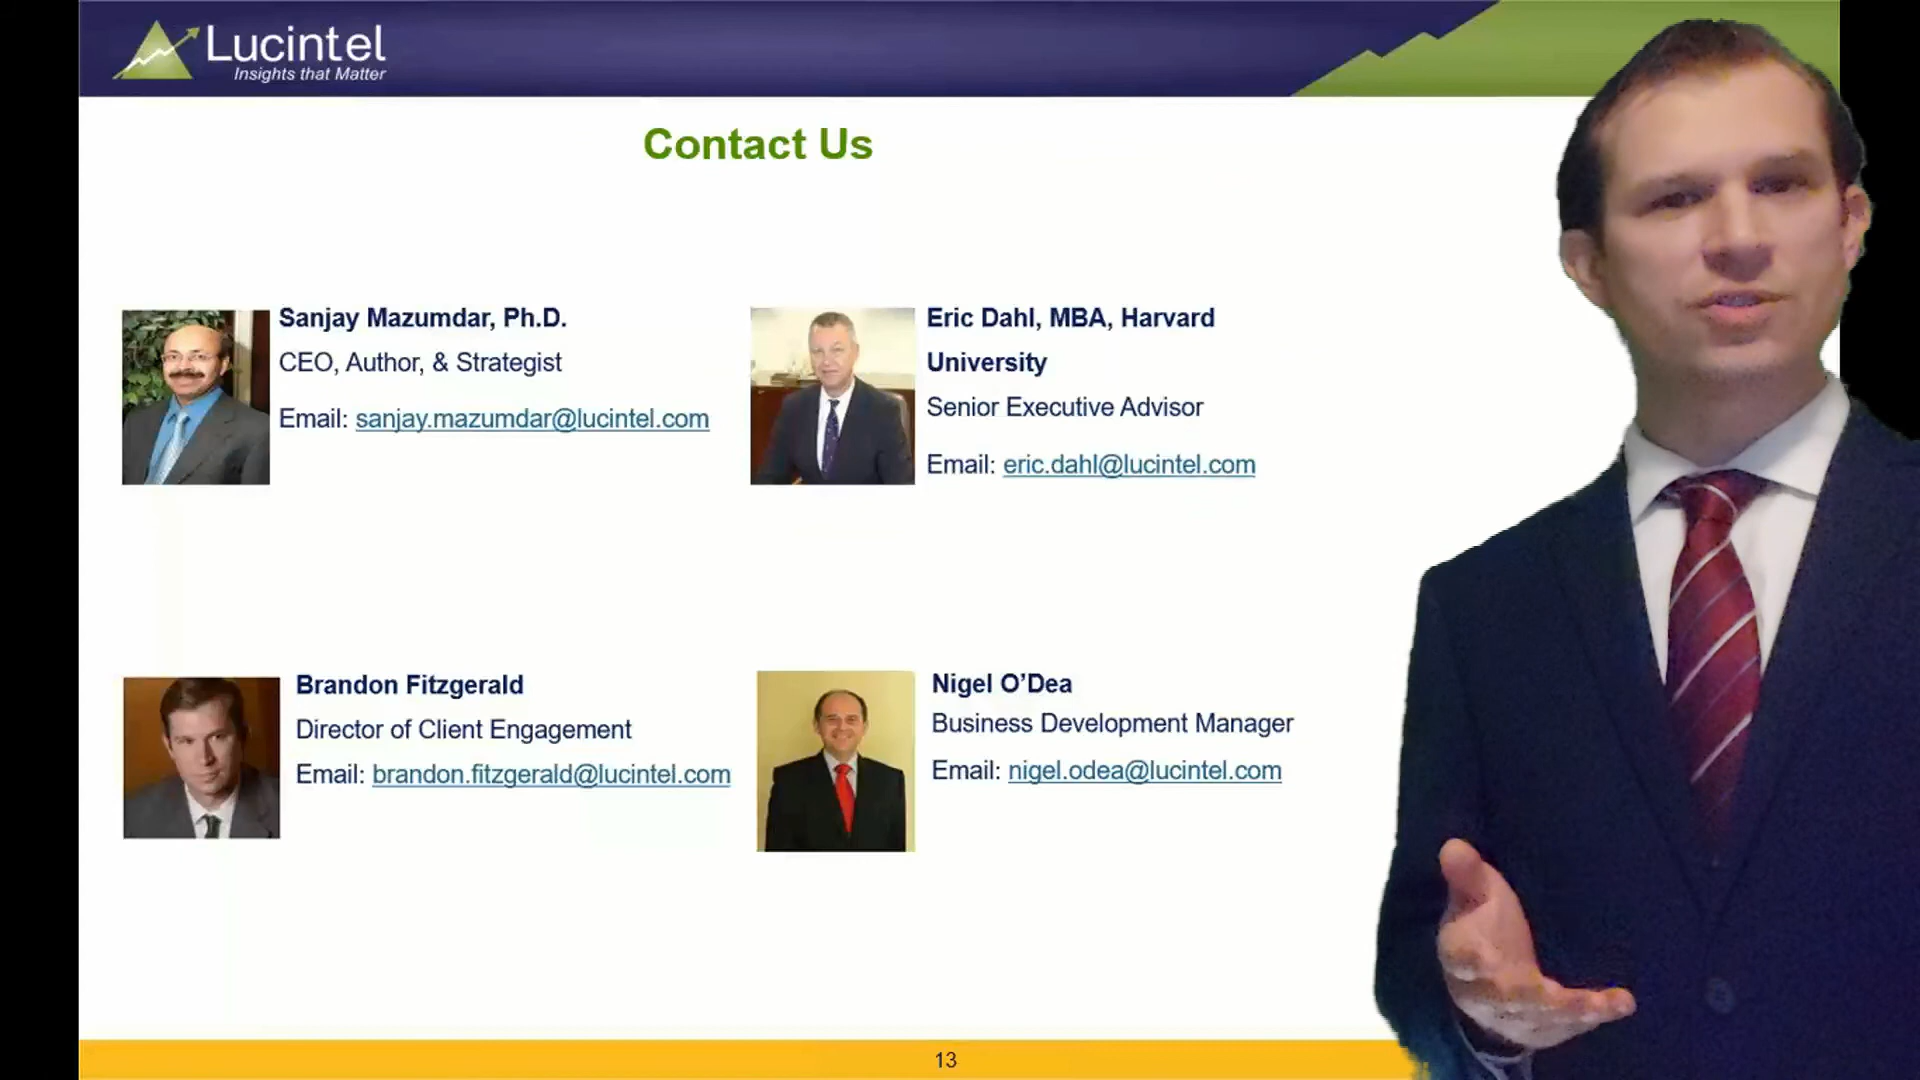 Lucintel
Insights that Matter
Contact Us
Sanjay Mazumdar, Ph.D.
CEO, Author, & Strategist
Email: sanjay.mazumdar@lucintel.com
Eric Dahl, MBA, Harvard
University
Senior Executive Advisor
Email: eric.dahl@lucintel.com
Brandon Fitzgerald
Director of Client Engagement
Email: brandon.fitzgerald@lucintel.com
Nigel O’Dea
Business Development Manager
Email: nigel.odea@lucintel.com
13